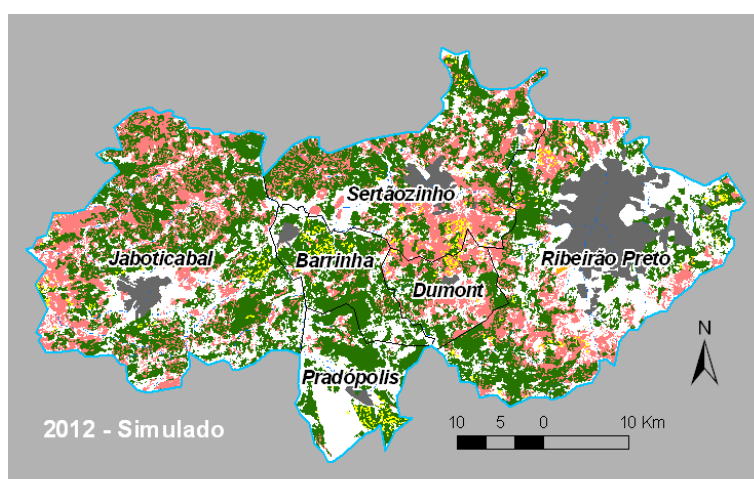 Sertãozinho
Jaboticabal
Barrinha
Ribeirão Preto
Dumont
N
Pradópolis
2012 - Simulado
10 5 0 10 Km